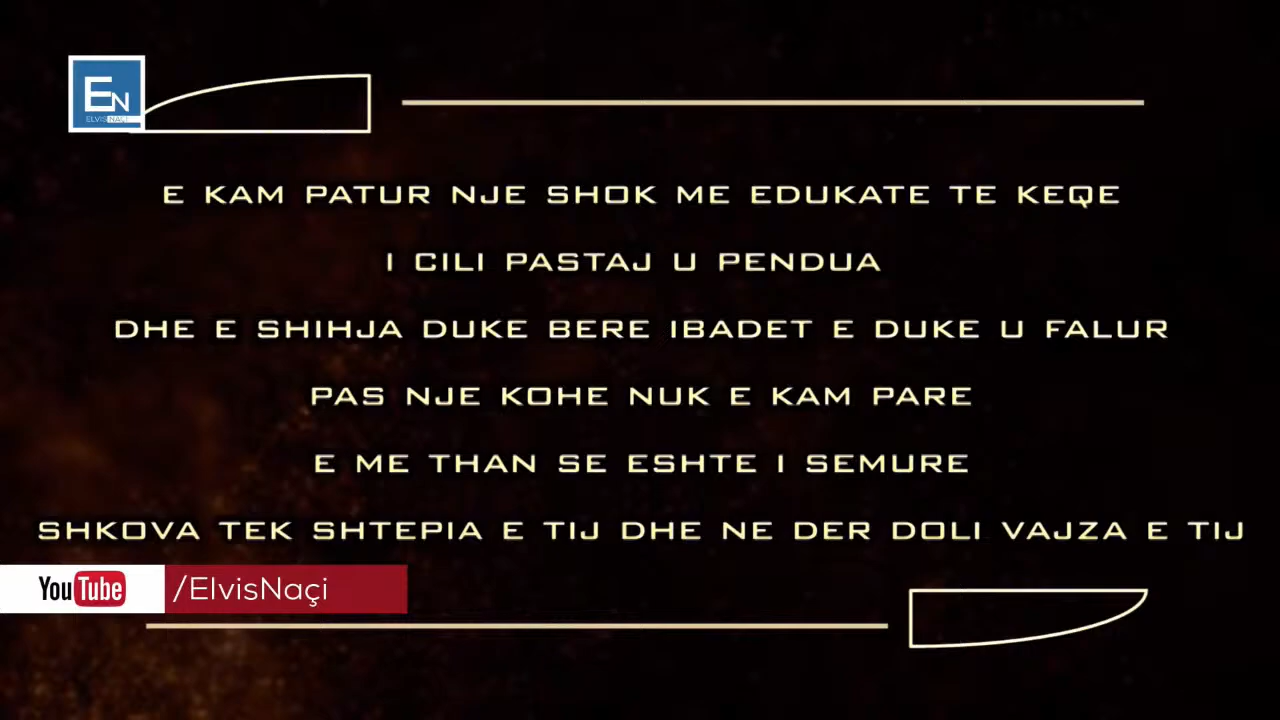 EN
ELVISNAÇI
E KAM PATUR NJE SHOK ME EDUKATE TE KEQE
I CILI PASTAJ U PENDUA
DHE E SHIHJA DUKE BERE IBADET E DUKE U FALUR
PAS NJE KOHE NUK E KAM PARE
E ME THAN SE ESHTE I SEMURE
SHKOVA TEK SHTEPIA E TIJ DHE NE DER DOLI VAJZA E TIJ
YouTube /ElvisNaçi